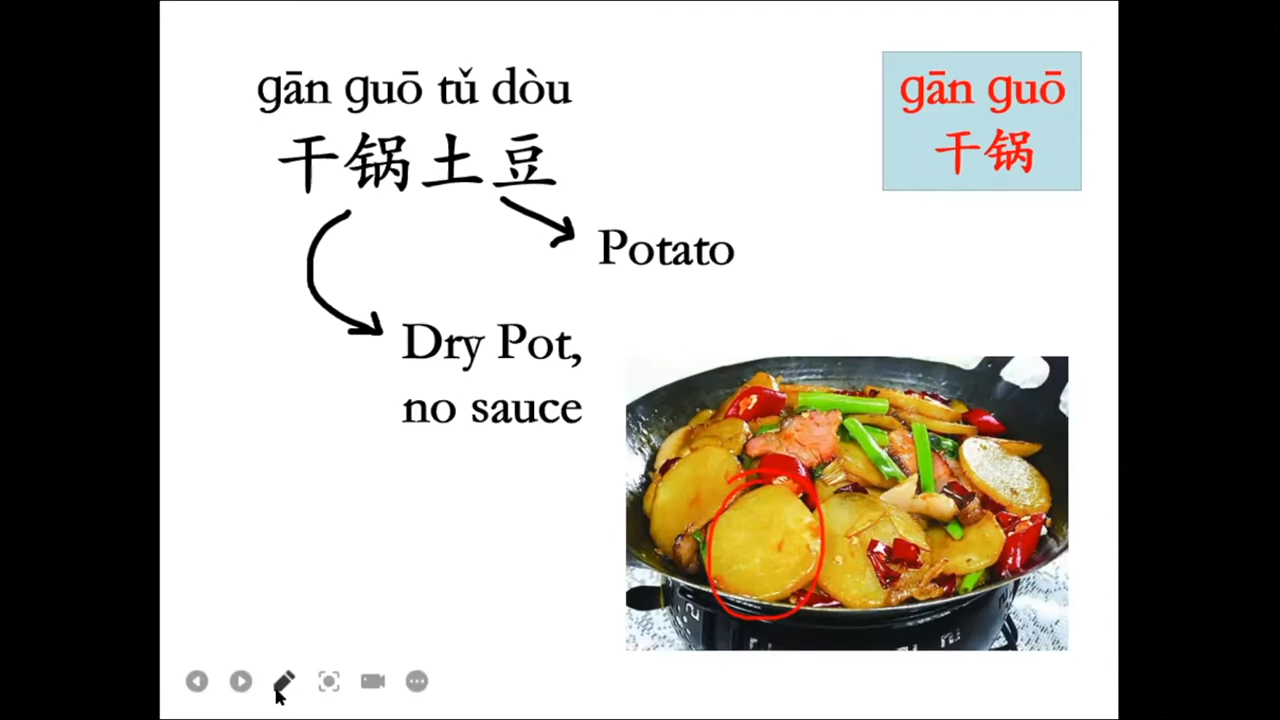 gān guō tǔ dòu
干锅土豆
gān guō
干锅
Potato
Dry Pot,
no sauce